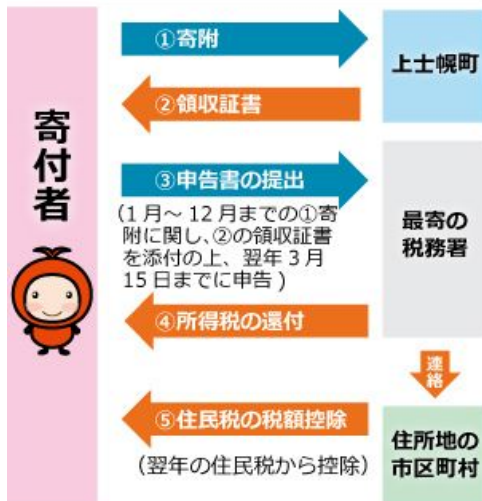 寄付者
①寄附
上士幌町
②領収証書
③申告書の提出
(1月～12月までの①寄
附に関し、②の領収証書
を添付の上、翌年3月
15日までに申告)
最寄の
税務署
④所得税の還付
連絡
⑤住民税の税額控除
(翌年の住民税から控除)
住所地の
市区町村